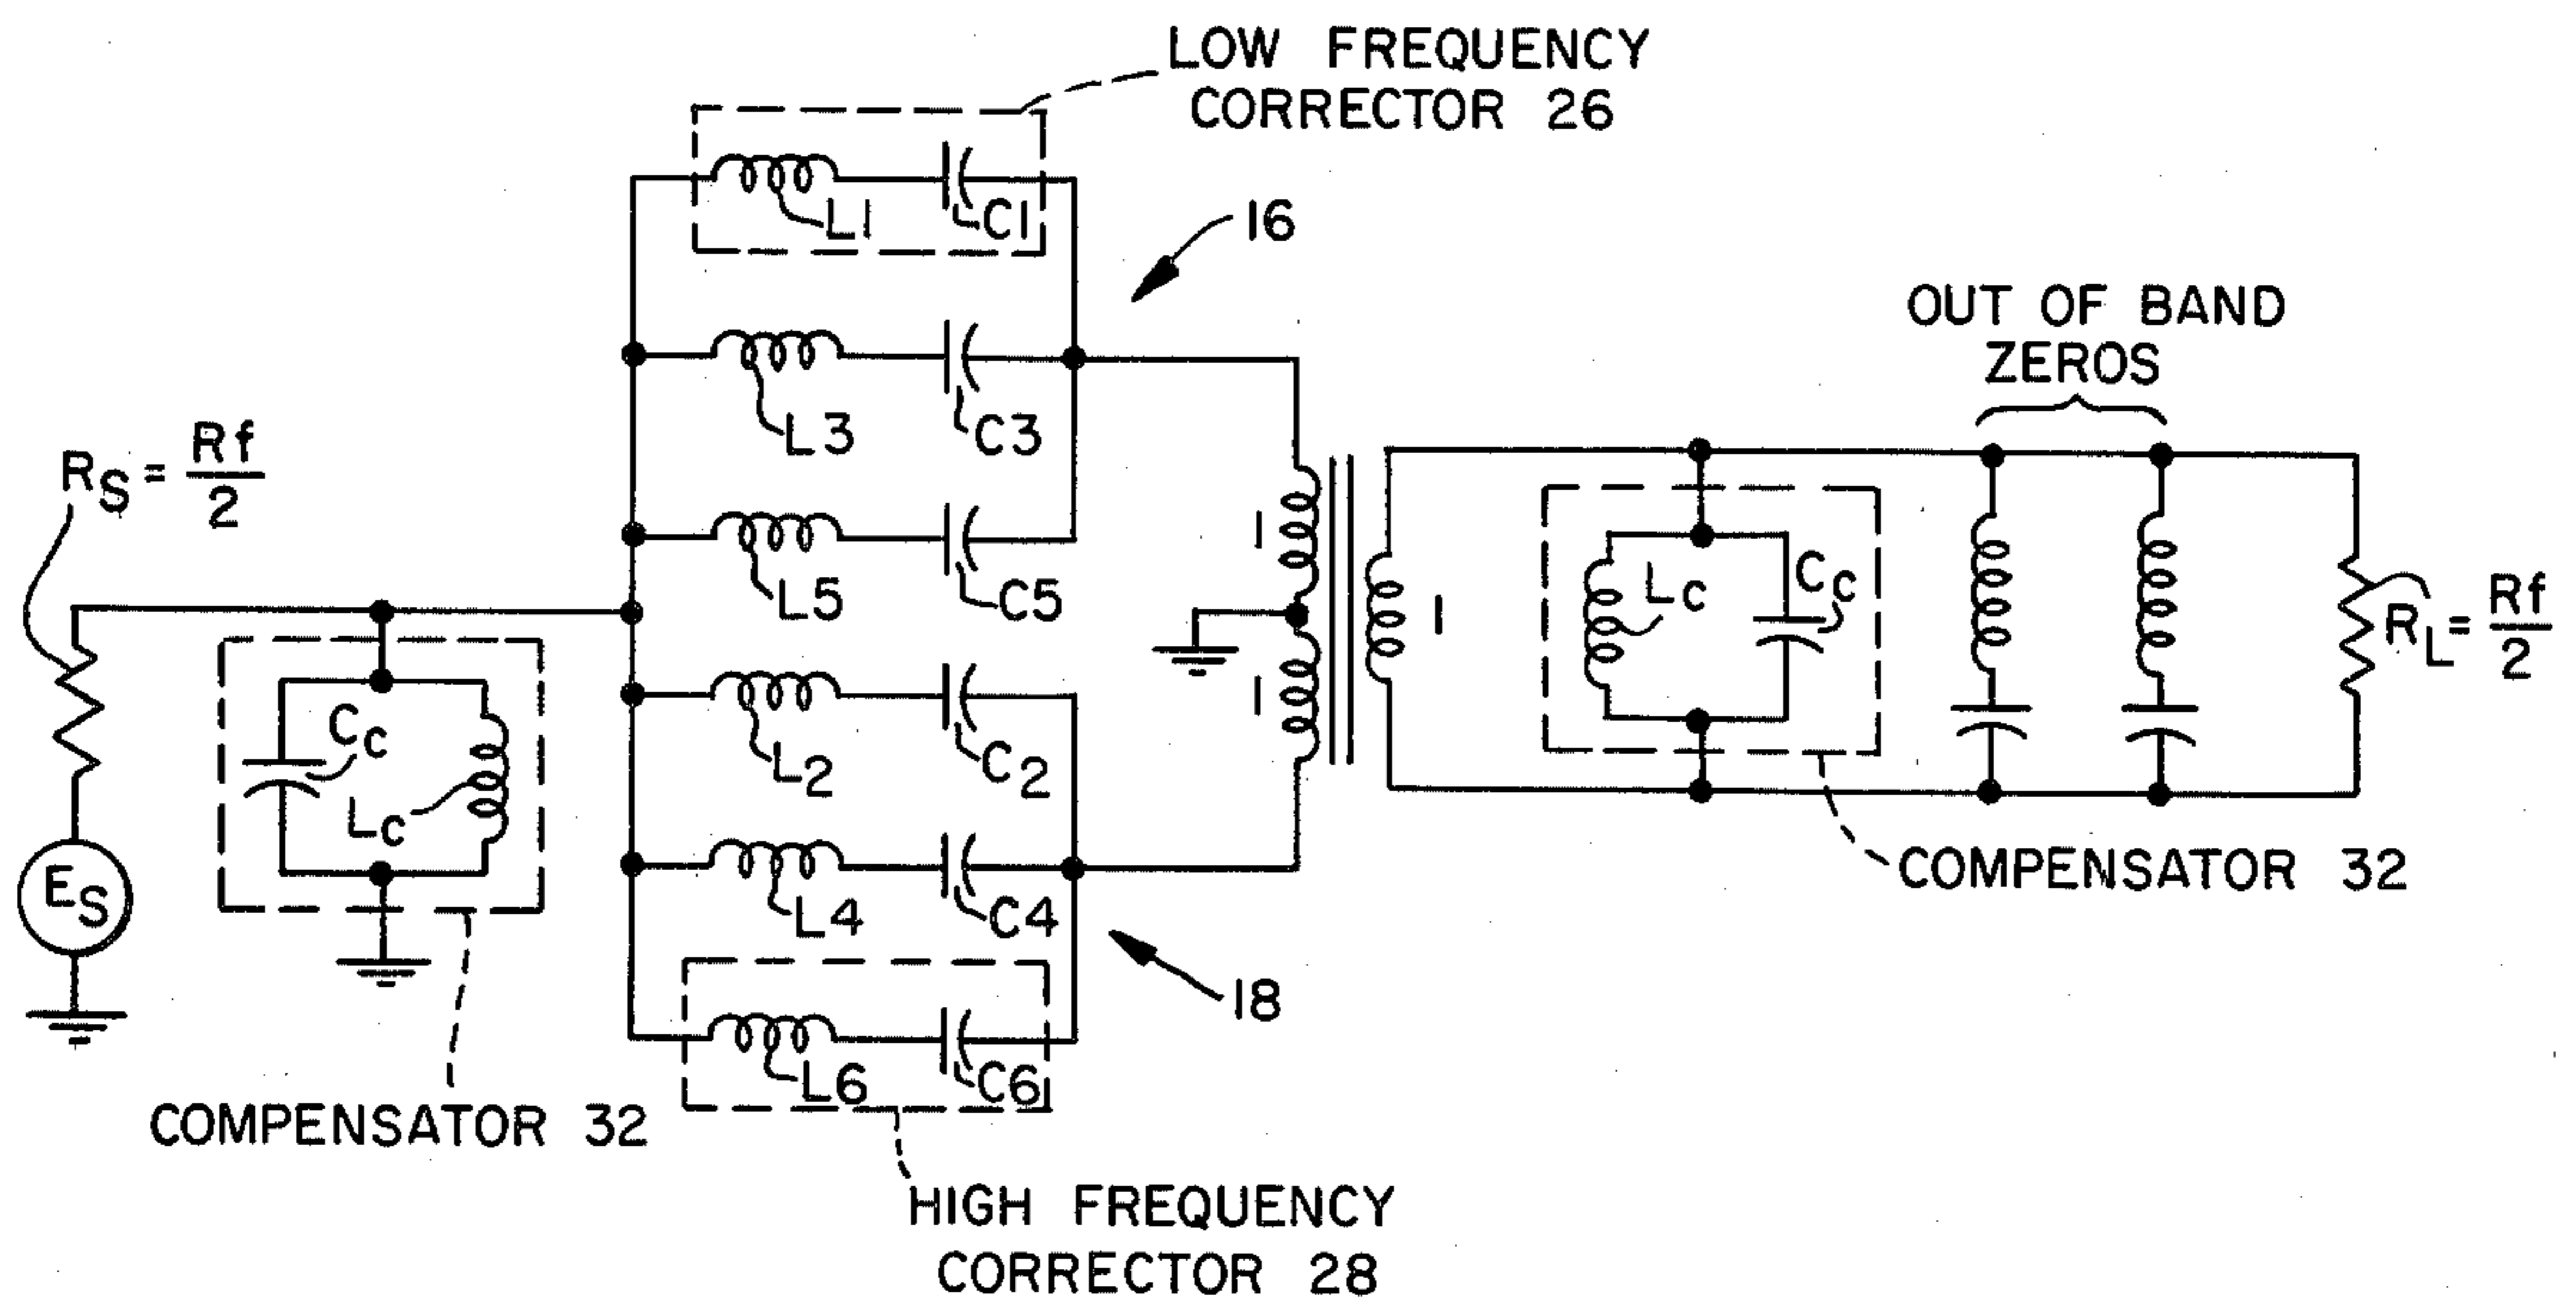 LOW FREQUENCY
CORRECTOR 26
L1
C1
16
L3
C3
OUT OF BAND
ZEROS
RS = Rf/2
L5
C5
1
1
1
LC
CC
RL = Rf/2
CC
LC
L2
C2
ES
L4
C4
COMPENSATOR 32
18
L6
C6
COMPENSATOR 32
HIGH FREQUENCY
CORRECTOR 28